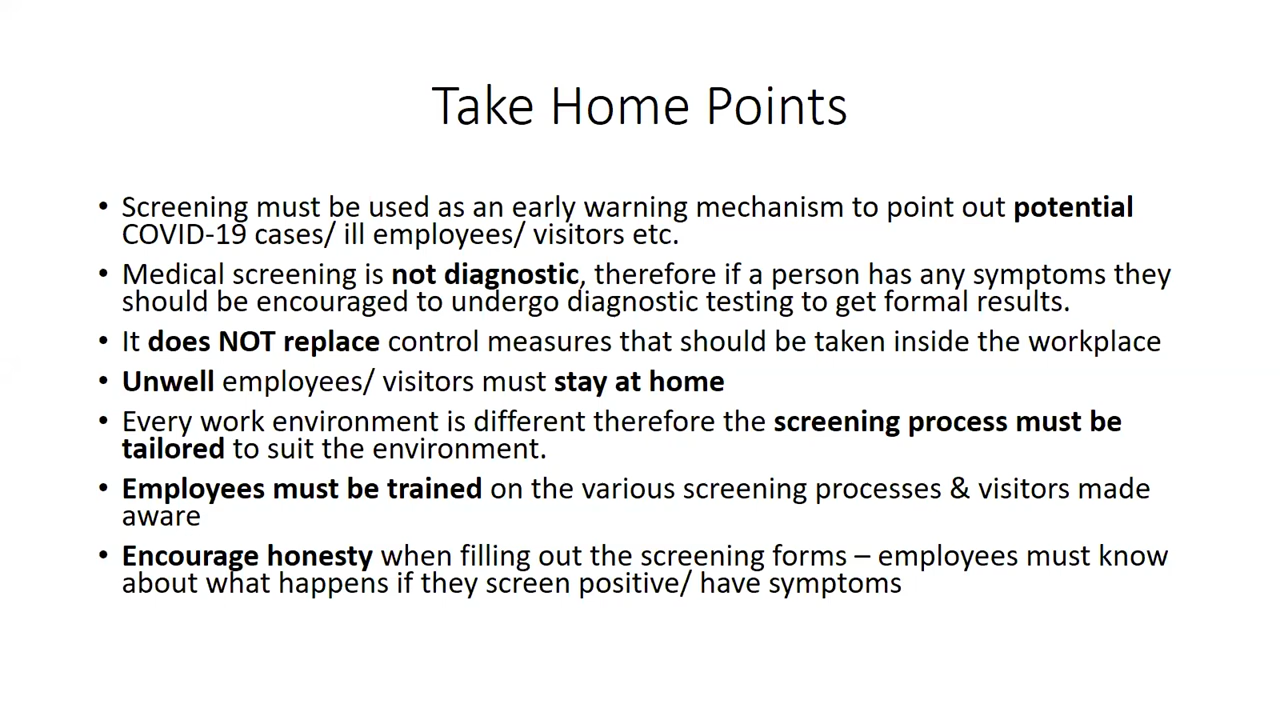 Take Home Points
• Screening must be used as an early warning mechanism to point out potential
COVID-19 cases/ ill employees/ visitors etc.
• Medical screening is not diagnostic, therefore if a person has any symptoms they
should be encouraged to undergo diagnostic testing to get formal results.
• It does NOT replace control measures that should be taken inside the workplace
• Unwell employees/ visitors must stay at home
• Every work environment is different therefore the screening process must be
tailored to suit the environment.
• Employees must be trained on the various screening processes & visitors made
aware
• Encourage honesty when filling out the screening forms – employees must know
about what happens if they screen positive/ have symptoms